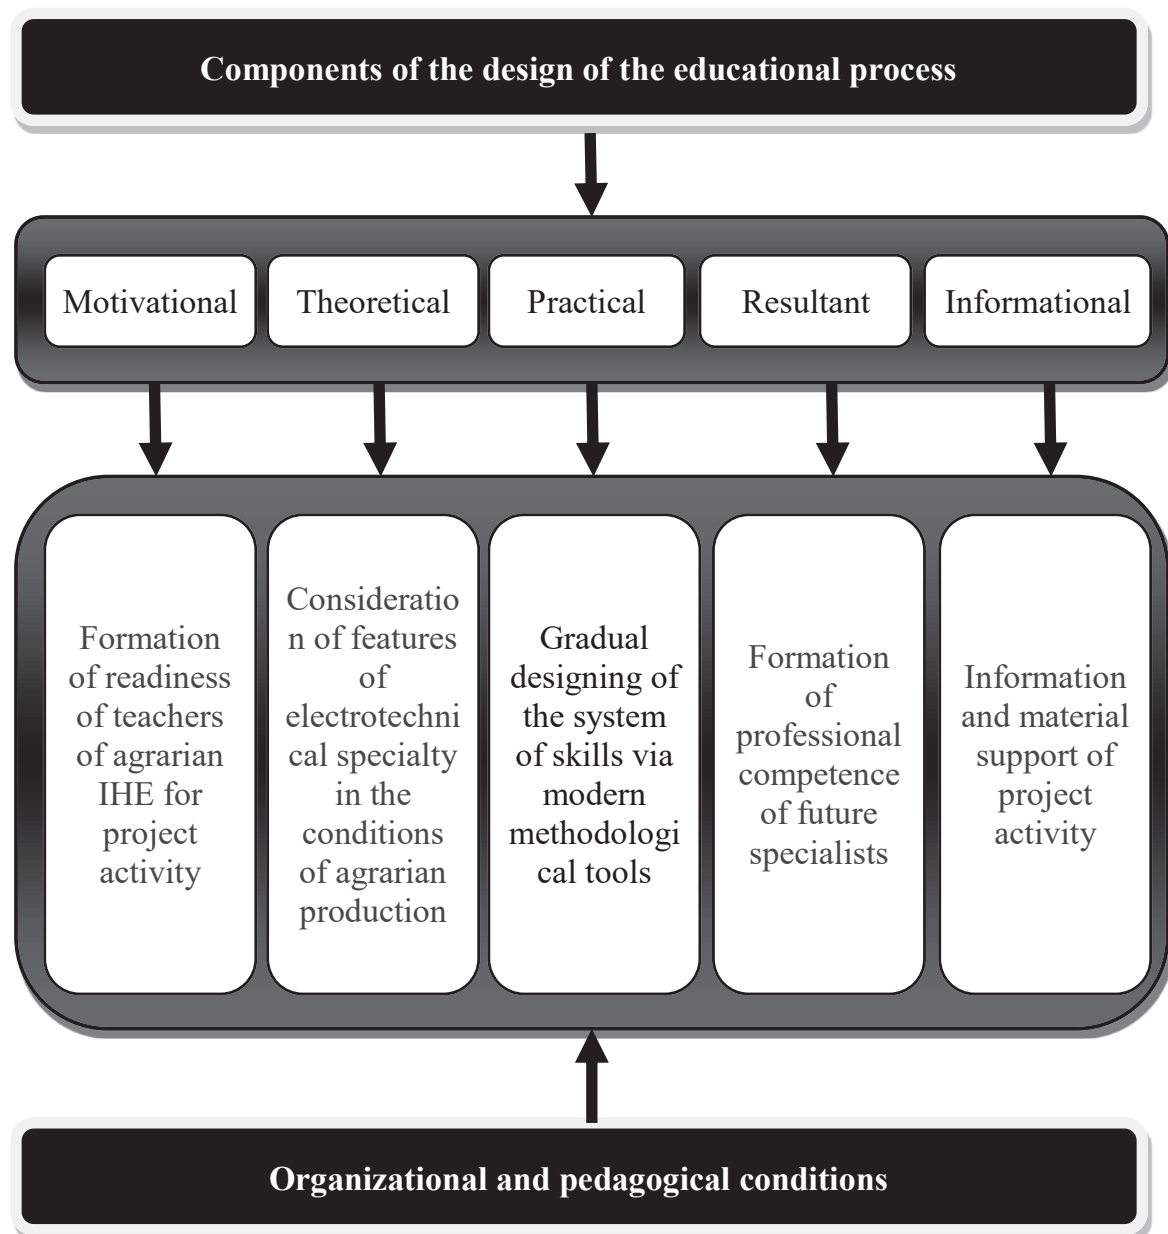 Components of the design of the educational process
Motivational
Theoretical
Practical
Resultant
Informational
Formation
of readiness
of teachers
of agrarian
IHE for
project
activity
Consideratio
n of features
of
electrotechni
cal specialty
in the
conditions
of agrarian
production
Gradual
designing of
the system
of skills via
modern
methodologi
cal tools
Formation
of
professional
competence
of future
specialists
Information
and material
support of
project
activity
Organizational and pedagogical conditions